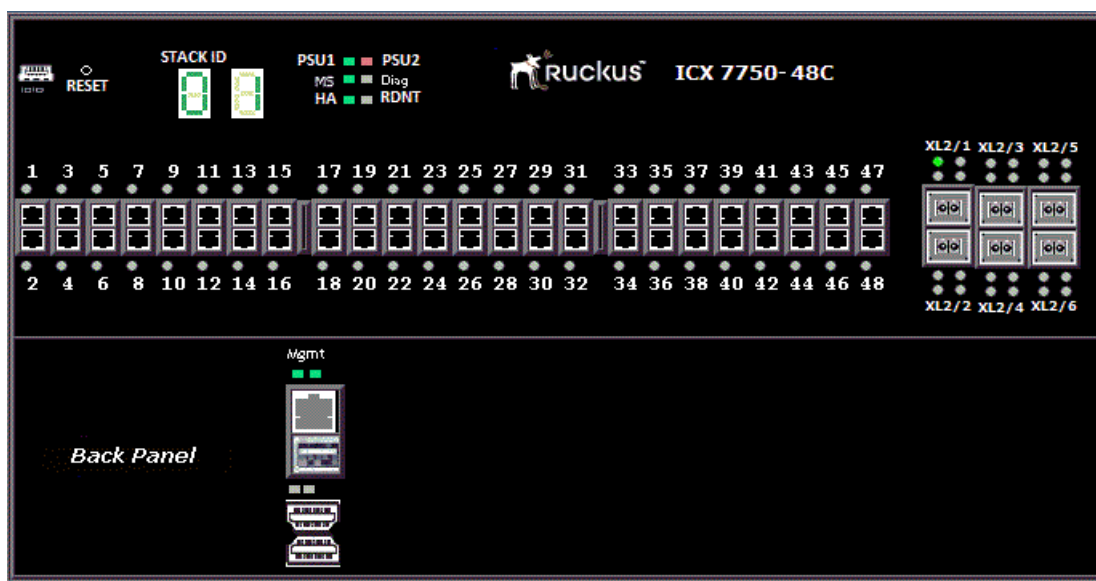 STACK ID
RESET
01
PSU1 PSU2
MS Diag
HA RDNT
Ruckus ICX 7750-48C
XL2/1 XL2/3 XL2/5
1 3 5 7 9 11 13 15 17 19 21 23 25 27 29 31 33 35 37 39 41 43 45 47
2 4 6 8 10 12 14 16 18 20 22 24 26 28 30 32 34 36 38 40 42 44 46 48
XL2/2 XL2/4 XL2/6
Mgmt
Back Panel